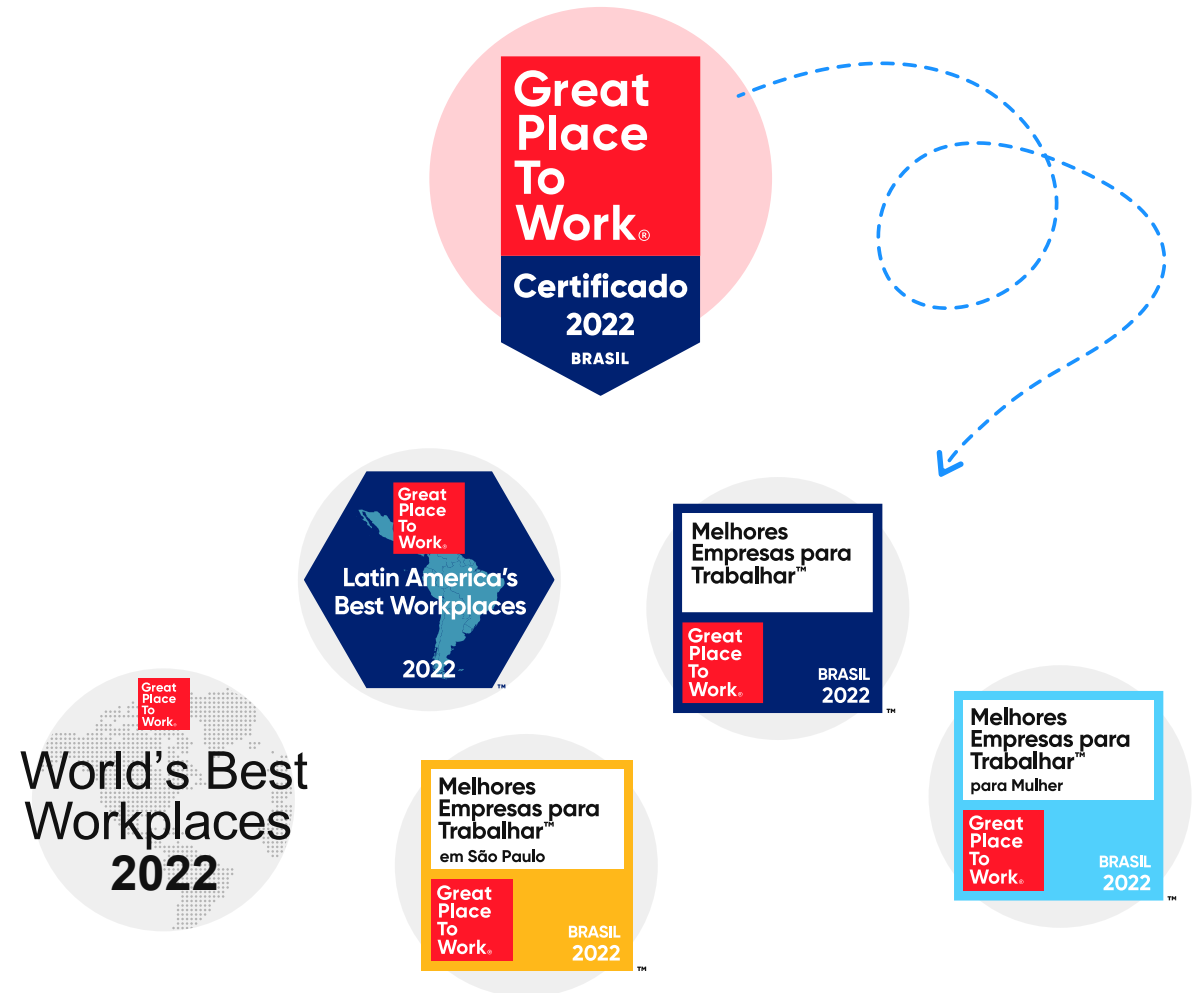 Great
Place
To
Work®
Certificado
2022
BRASIL
Great
Place
To
Work®
Latin America's
Best Workplaces
2022
™
Melhores
Empresas para
Trabalhar™
Great
Place
To
Work®
BRASIL
2022
™
Great
Place
To
Work®
World's Best
Workplaces
2022
Melhores
Empresas para
Trabalhar™
em São Paulo
Great
Place
To
Work®
BRASIL
2022
™
Melhores
Empresas para
Trabalhar™
para Mulher
Great
Place
To
Work®
BRASIL
2022
™